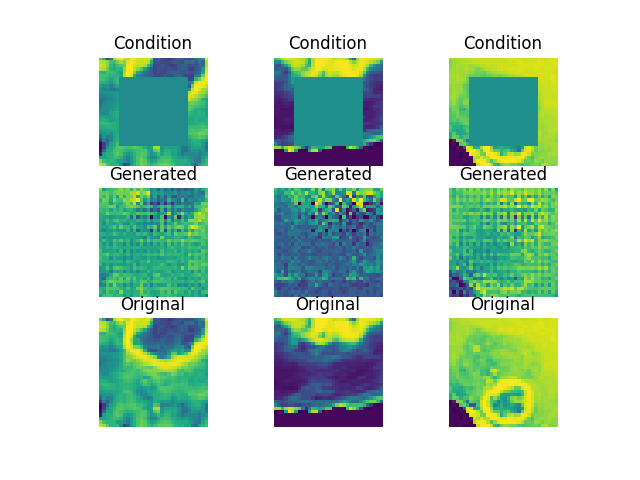 Condition Condition Condition
Generated Generated Generated
Original Original Original